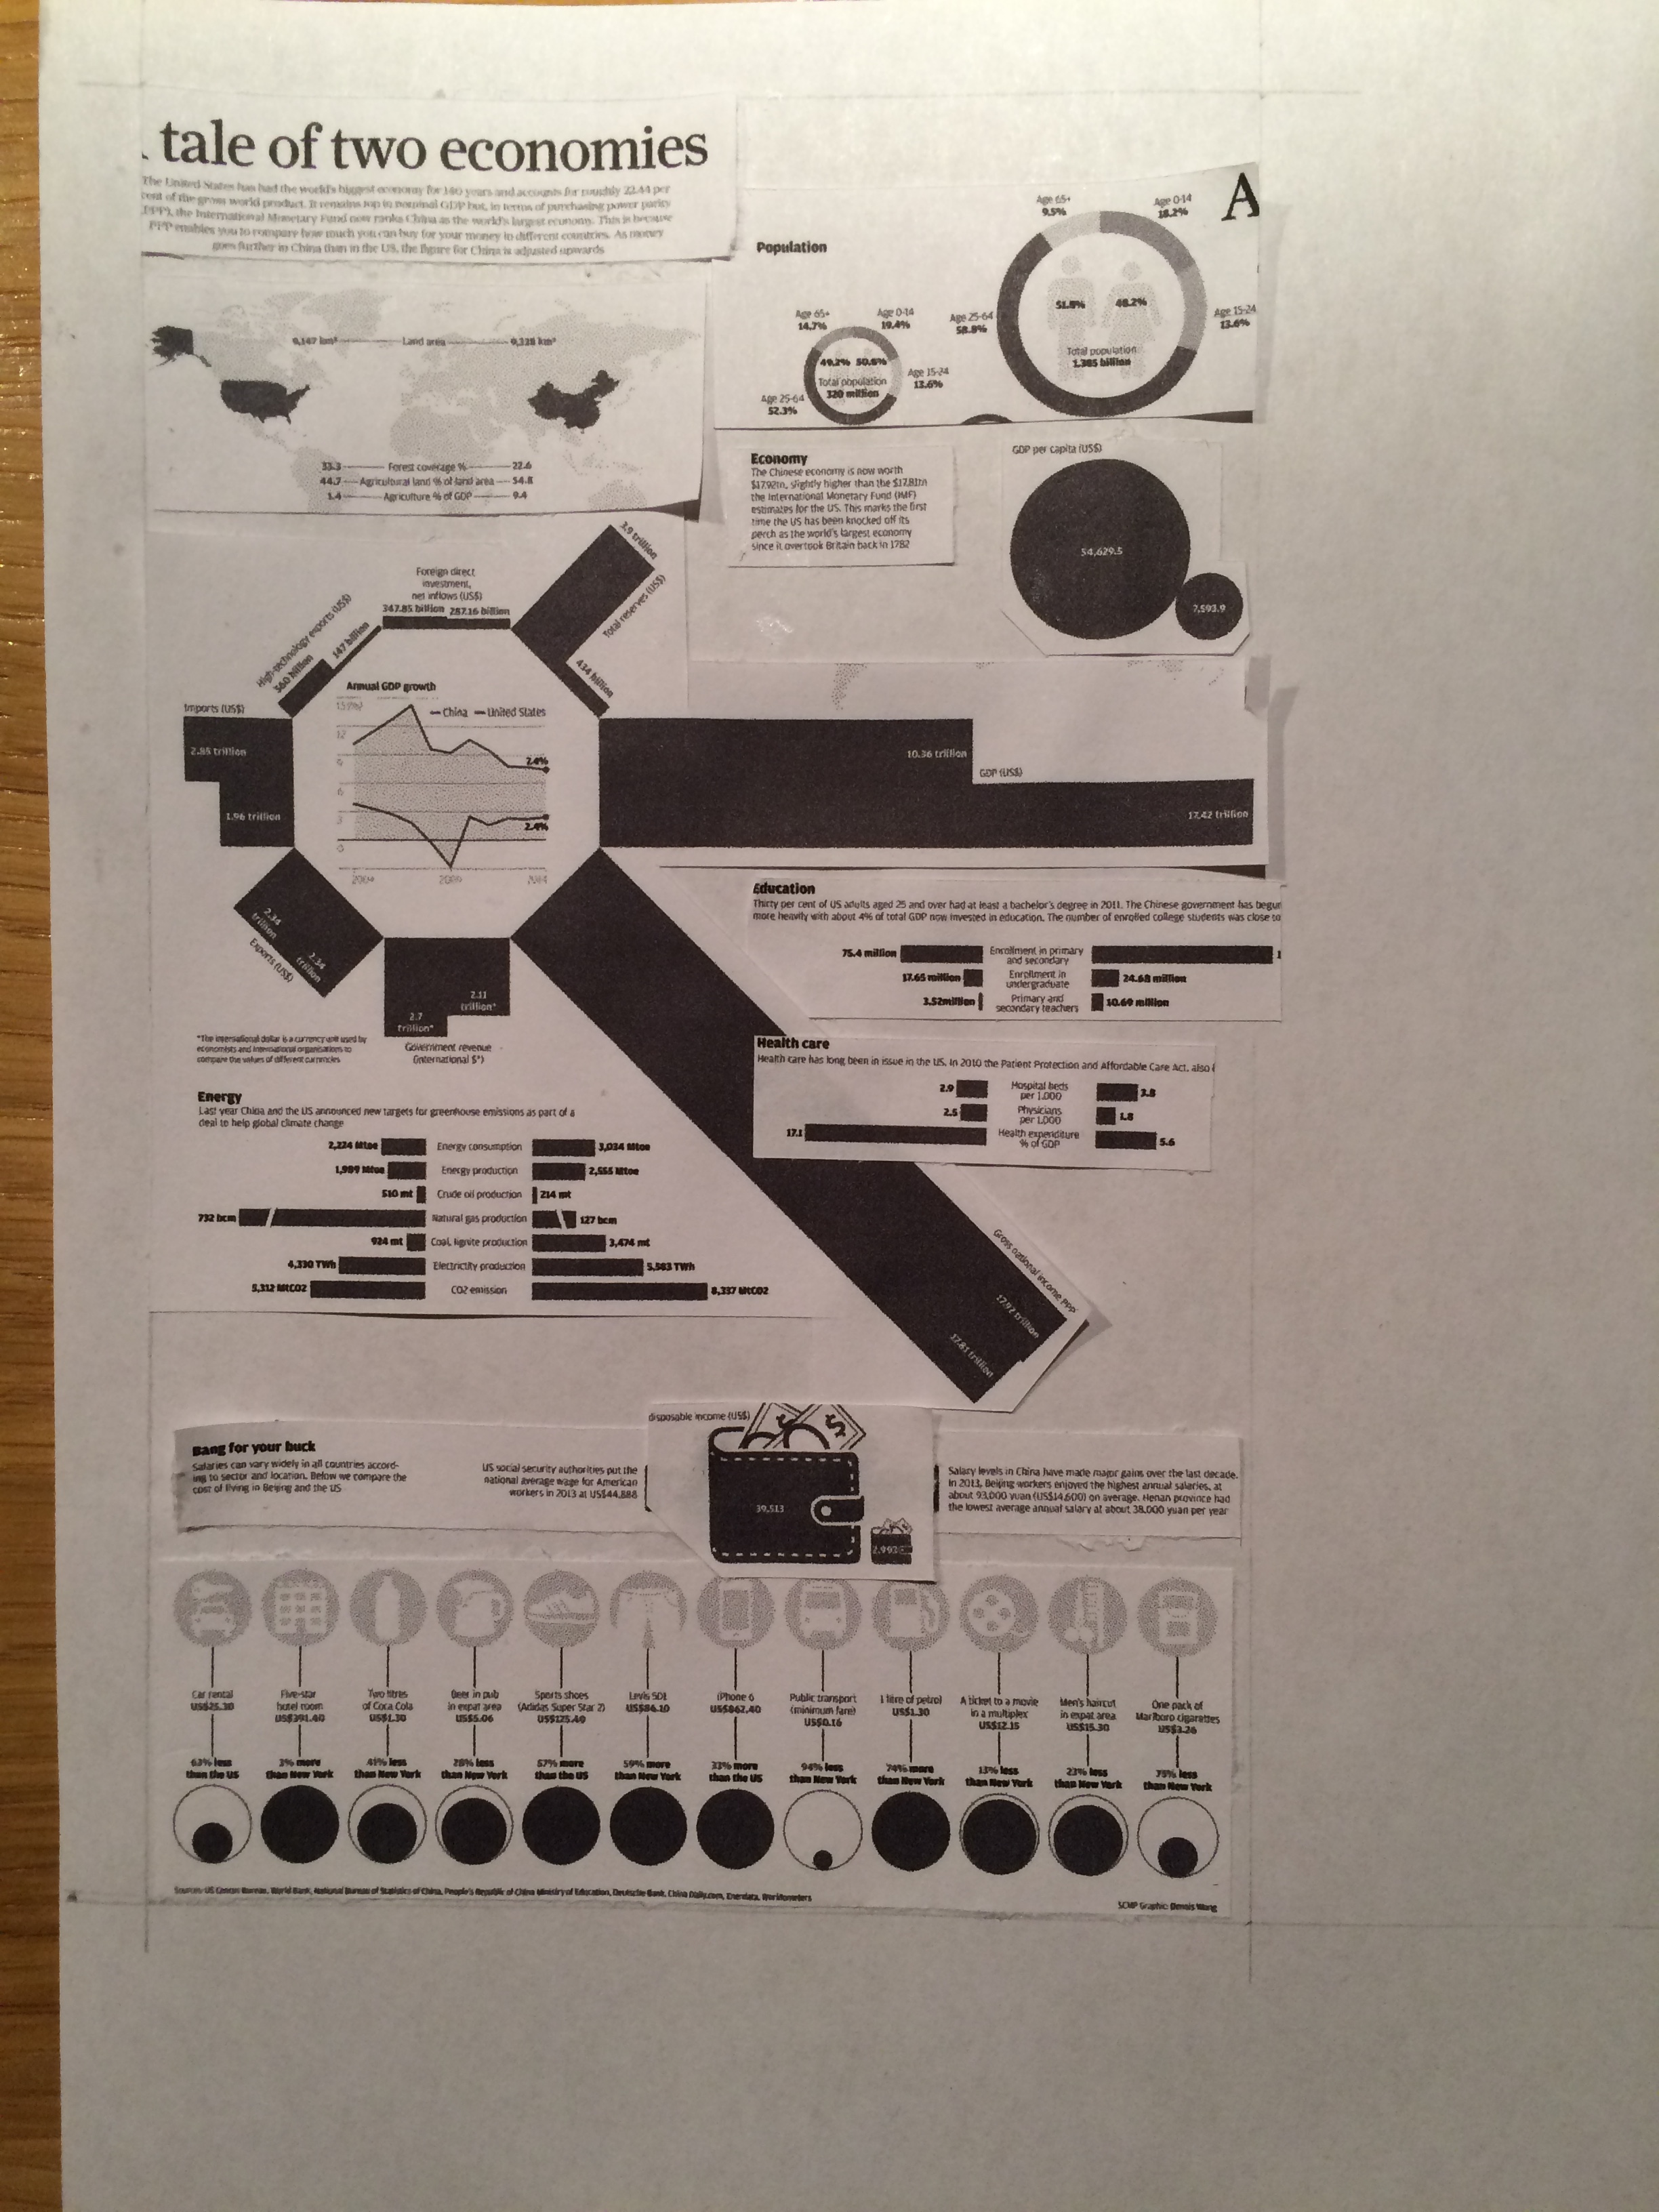 tale of two economies
The United States has had the world's biggest economy for 140 years and accounts for roughly 22.44 per
cent of the gross world product. It remains top in nominal GDP but, in terms of purchasing power parity
(PPP), the International Monetary Fund now ranks China as the world's largest economy. This is because
PPP enables you to compare how much you can buy for your money in different countries. As money
goes further in China than in the US, the figure for China is adjusted upwards
A
Population
Age 65+
9.5%
Age 0-14
18.2%
Age 25-64
58.8%
Age 15-24
13.6%
51.8%
48.2%
Total population
1.385 billion
Age 65+
14.7%
Age 0-14
19.4%
Age 15-24
13.6%
Age 25-64
52.3%
49.2% 50.8%
Total population
320 million
9,147 km² Land area 9,328 km²
33.3 Forest coverage % 22.6
44.7 Agricultural land % of land area 54.8
1.4 Agriculture % of GDP 9.4
Economy
The Chinese economy is now worth
$17.92tn, slightly higher than the $17.81tn
the International Monetary Fund (IMF)
estimates for the US. This marks the first
time the US has been knocked off its
perch as the world's largest economy
since it overtook Britain back in 1782
GDP per capita (US$)
54,629.5
7,593.9
3.9 trillion
Total reserves (US$)
434 billion
Foreign direct
investment,
net inflows (US$)
347.85 billion 287.16 billion
High-technology exports (US$)
560 billion
147 billion
Imports (US$)
2.85 trillion
1.96 trillion
Annual GDP growth
15(%)
China United States
12
9
6
3
0
2.4%
2.4%
2004 2009 2014
10.36 trillion
GDP (US$)
17.42 trillion
2.34
trillion
2.34
trillion
Exports (US$)
2.11
trillion*
2.7
trillion*
Government revenue
(international $*)
*The international dollar is a currency unit used by
economists and international organisations to
compare the values of different currencies
Education
Thirty per cent of US adults aged 25 and over had at least a bachelor's degree in 2011. The Chinese government has begun
more heavily with about 4% of total GDP now invested in education. The number of enrolled college students was close to
75.4 million Enrollment in primary
and secondary 1
17.65 million Enrollment in
undergraduate 24.68 million
3.52million Primary and
secondary teachers 10.69 million
Health care
Health care has long been in issue in the US. In 2010 the Patient Protection and Affordable Care Act, also
2.9 Hospital beds
per 1,000 3.8
2.5 Physicians
per 1,000 1.8
17.1 Health expenditure
% of GDP 5.6
Energy
Last year China and the US announced new targets for greenhouse emissions as part of a
deal to help global climate change
2,224 Mtoe Energy consumption 3,034 Mtoe
1,989 Mtoe Energy production 2,555 Mtoe
510 mt Crude oil production 214 mt
732 bcm Natural gas production 127 bcm
924 mt Coal, lignite production 3,474 mt
4,330 TWh Electricity production 5,583 TWh
5,312 MtCO2 CO2 emission 8,337 MtCO2
Gross national income PPP
17.92 trillion
17.81 trillion
Bang for your buck
Salaries can vary widely in all countries accord-
ing to sector and location. Below we compare the
cost of living in Beijing and the US
US social security authorities put the
national average wage for American
workers in 2013 at US$44,888
disposable income (US$)
39,513
2,992
Salary levels in China have made major gains over the last decade.
In 2013, Beijing workers enjoyed the highest annual salaries, at
about 93,000 yuan (US$14,600) on average. Henan province had
the lowest average annual salary at about 38,000 yuan per year
Car rental
US$25.30
63% less
than the US
Five-star
hotel room
US$391.40
3% more
than New York
Two litres
of Coca Cola
US$1.30
41% less
than New York
Beer in pub
in expat area
US$5.06
28% less
than New York
Sports shoes
(Adidas Super Star 2)
US$125.49
57% more
than the US
Levis 501
US$84.10
59% more
than New York
iPhone 6
US$862.40
33% more
than the US
Public transport
(minimum fare)
US$0.16
94% less
than New York
1 litre of petrol
US$1.30
74% more
than New York
A ticket to a movie
in a multiplex
US$12.15
13% less
than New York
Men's haircut
in expat area
US$15.30
23% less
than New York
One pack of
Marlboro cigarettes
US$3.26
75% less
than New York
Sources: US Census Bureau, World Bank, National Bureau of Statistics of China, People's Republic of China Ministry of Education, Deutsche Bank, China Daily.com, Enerdata, Worldometers
SCMP Graphic: Dennis Wong